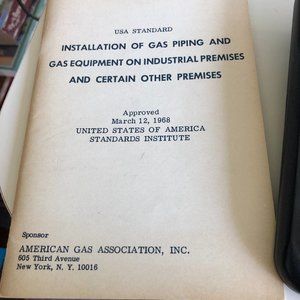 USA STANDARD
INSTALLATION OF GAS PIPING AND
GAS EQUIPMENT ON INDUSTRIAL PREMISES
AND CERTAIN OTHER PREMISES
Approved
March 12, 1968
UNITED STATES OF AMERICA
STANDARDS INSTITUTE
Sponsor
AMERICAN GAS ASSOCIATION, INC.
605 Third Avenue
New York, N. Y. 10016